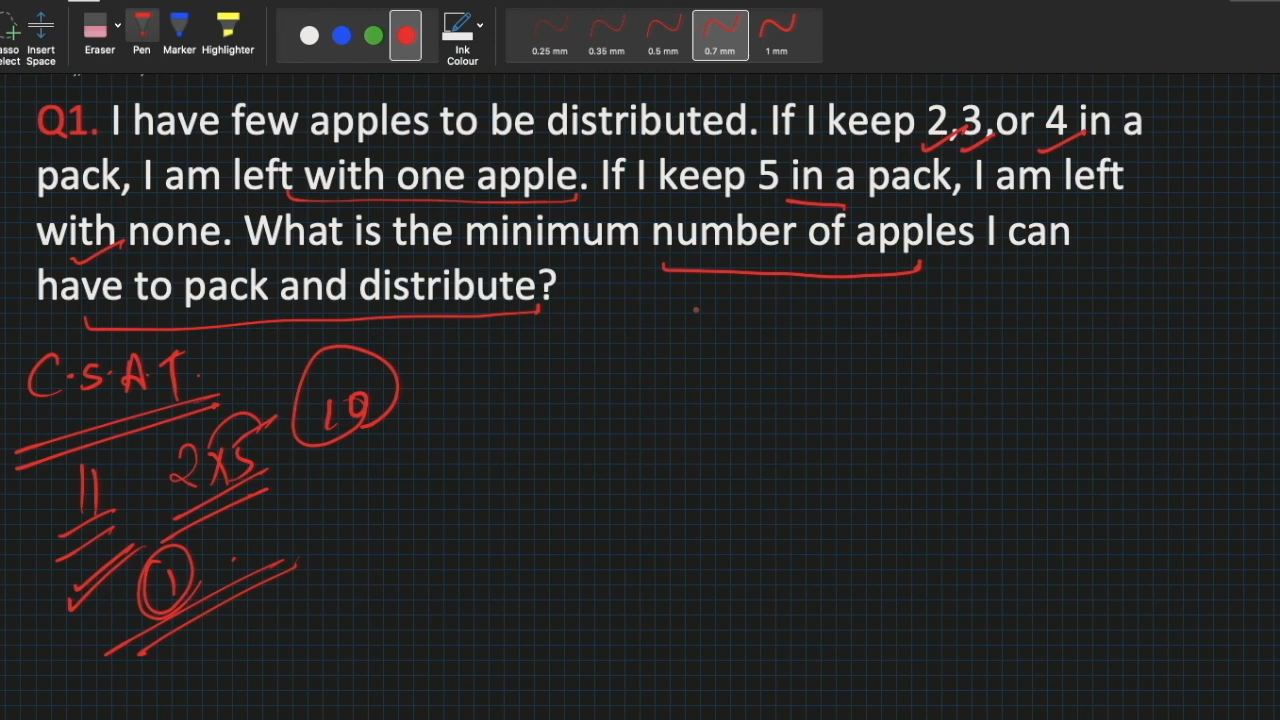 asso
elect
Insert
Space
Eraser
Pen
Marker
Highlighter
Ink
Colour
0.25 mm
0.35 mm
0.5 mm
0.7 mm
1 mm
Q1. I have few apples to be distributed. If I keep 2,3,or 4 in a
pack, I am left with one apple. If I keep 5 in a pack, I am left
with none. What is the minimum number of apples I can
have to pack and distribute?
C.S.A.T.
10
2x5
11
1